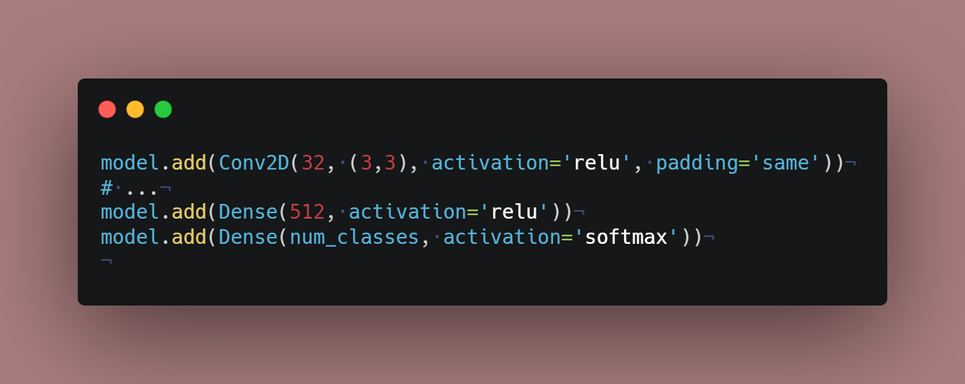 model.add(Conv2D(32, (3,3), activation='relu', padding='same'))
# ...
model.add(Dense(512, activation='relu'))
model.add(Dense(num_classes, activation='softmax'))